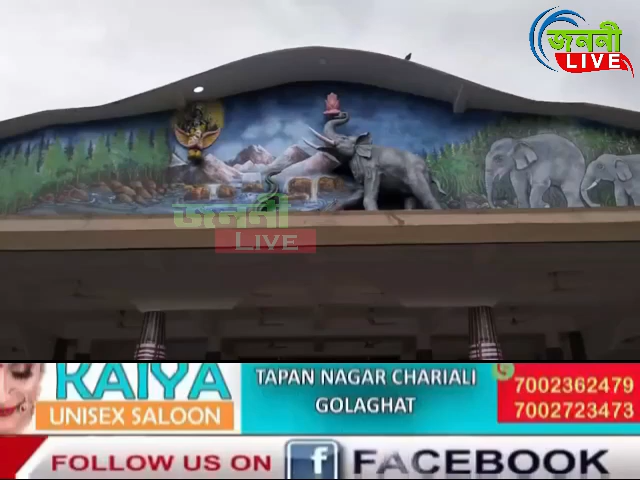 জননী
LIVE
জননী
LIVE
KAIYA
UNISEX SALOON
TAPAN NAGAR CHARIALI
GOLAGHAT
7002362479
7002723473
FOLLOW US ON f FACEBOOK